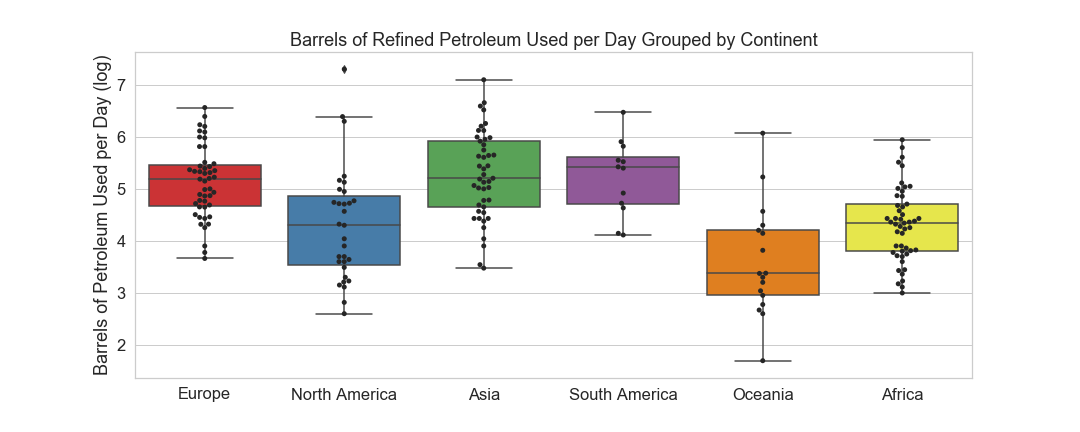 Barrels of Refined Petroleum Used per Day Grouped by Continent
Barrels of Petroleum Used per Day (log)
7
6
5
4
3
2
Europe
North America
Asia
South America
Oceania
Africa